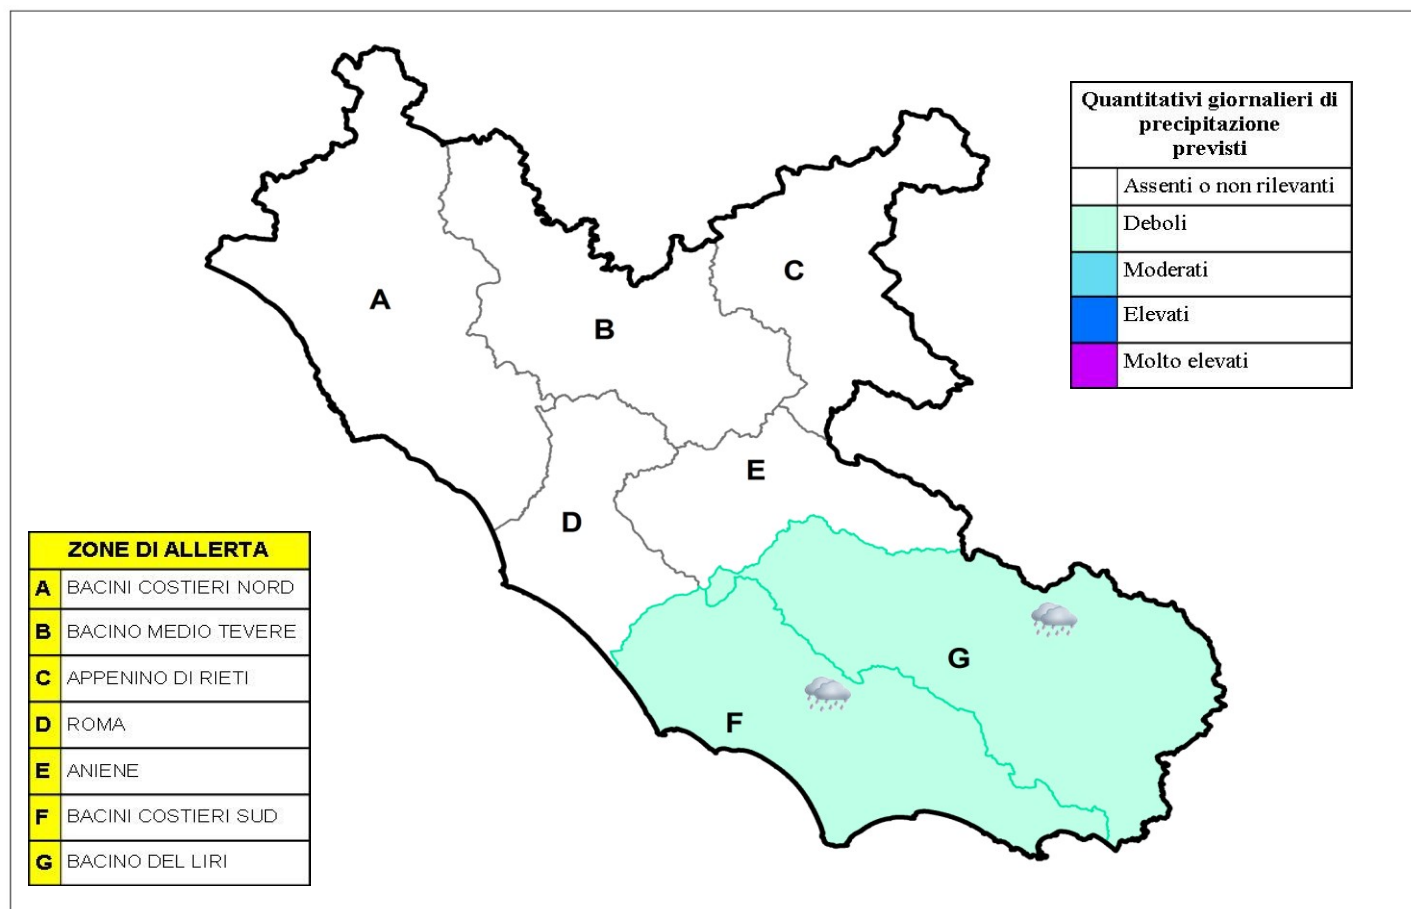 Quantitativi giornalieri di
precipitazione
previsti
Assenti o non rilevanti
Deboli
Moderati
Elevati
Molto elevati
A
B
C
D
E
F
G
ZONE DI ALLERTA
A BACINI COSTIERI NORD
B BACINO MEDIO TEVERE
C APPENINO DI RIETI
D ROMA
E ANIENE
F BACINI COSTIERI SUD
G BACINO DEL LIRI